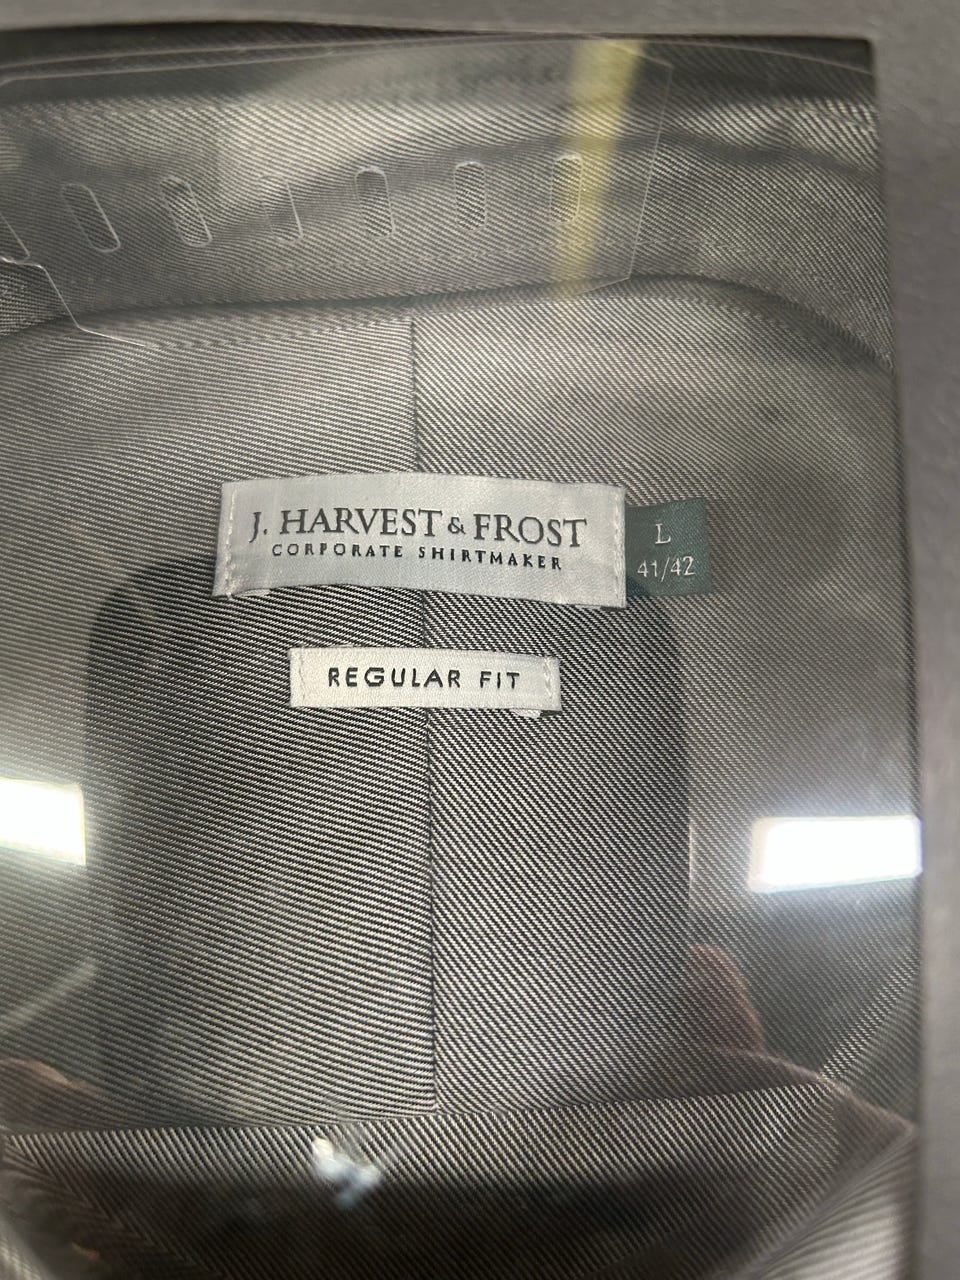 J. HARVEST & FROST
CORPORATE SHIRTMAKER
L
41/42
REGULAR FIT